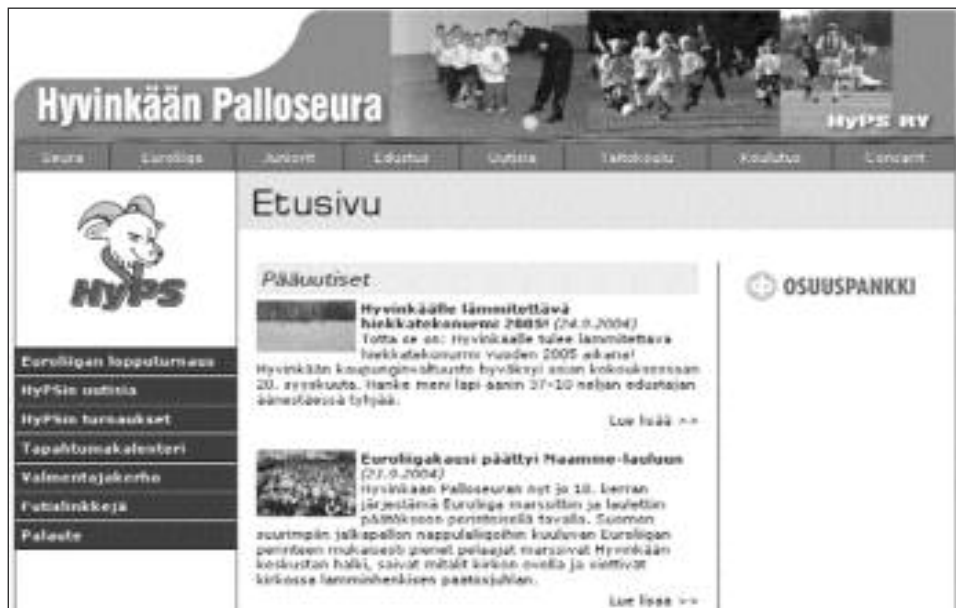 Hyvinkään Palloseura
HyPS RY
Seura Euroliiga Juniorit Edustus Uutisia Taitokoulu Koulutus
HyPS
Etusivu
Euroliigan lopputurnaus
HyPSin uutisia
HyPSin turnaukset
Tapahtumakalenteri
Valmentajakerho
Futislinkkejä
Palaute
Pääuutiset
Hyvinkäälle lämmitettävä
hiekkatekonurmi 2005! (24.9.2004)
Totta se on: Hyvinkäälle tulee lämmitettävä
hiekkatekonurmi vuoden 2005 aikana!
Hyvinkään kaupunginvaltuusto hyväksyi asian kokouksessaan
20. syyskuuta. Hanke meni läpi äänin 37-10 neljän edustajan
äänestäessä tyhjää.
Lue lisää >>
Euroliigakausi päättyi Maamme-lauluun
(21.9.2004)
Hyvinkään Palloseuran nyt jo 18. kerran
järjestämä Euroliiga marssittiin ja laulettiin
päätökseen perinteisellä tavalla. Suomen
suurimpiin jalkapallon nappulaliigoihin kuuluvan Euroliigan
perinteen mukaisesti pienet pelaajat marssivat Hyvinkään
keskustan halki, saivat mitalit kirkon ovella ja viettivät
kirkossa lämminhenkisen päätösjuhlan.
Lue lisää >>
OSUUSPANKKI